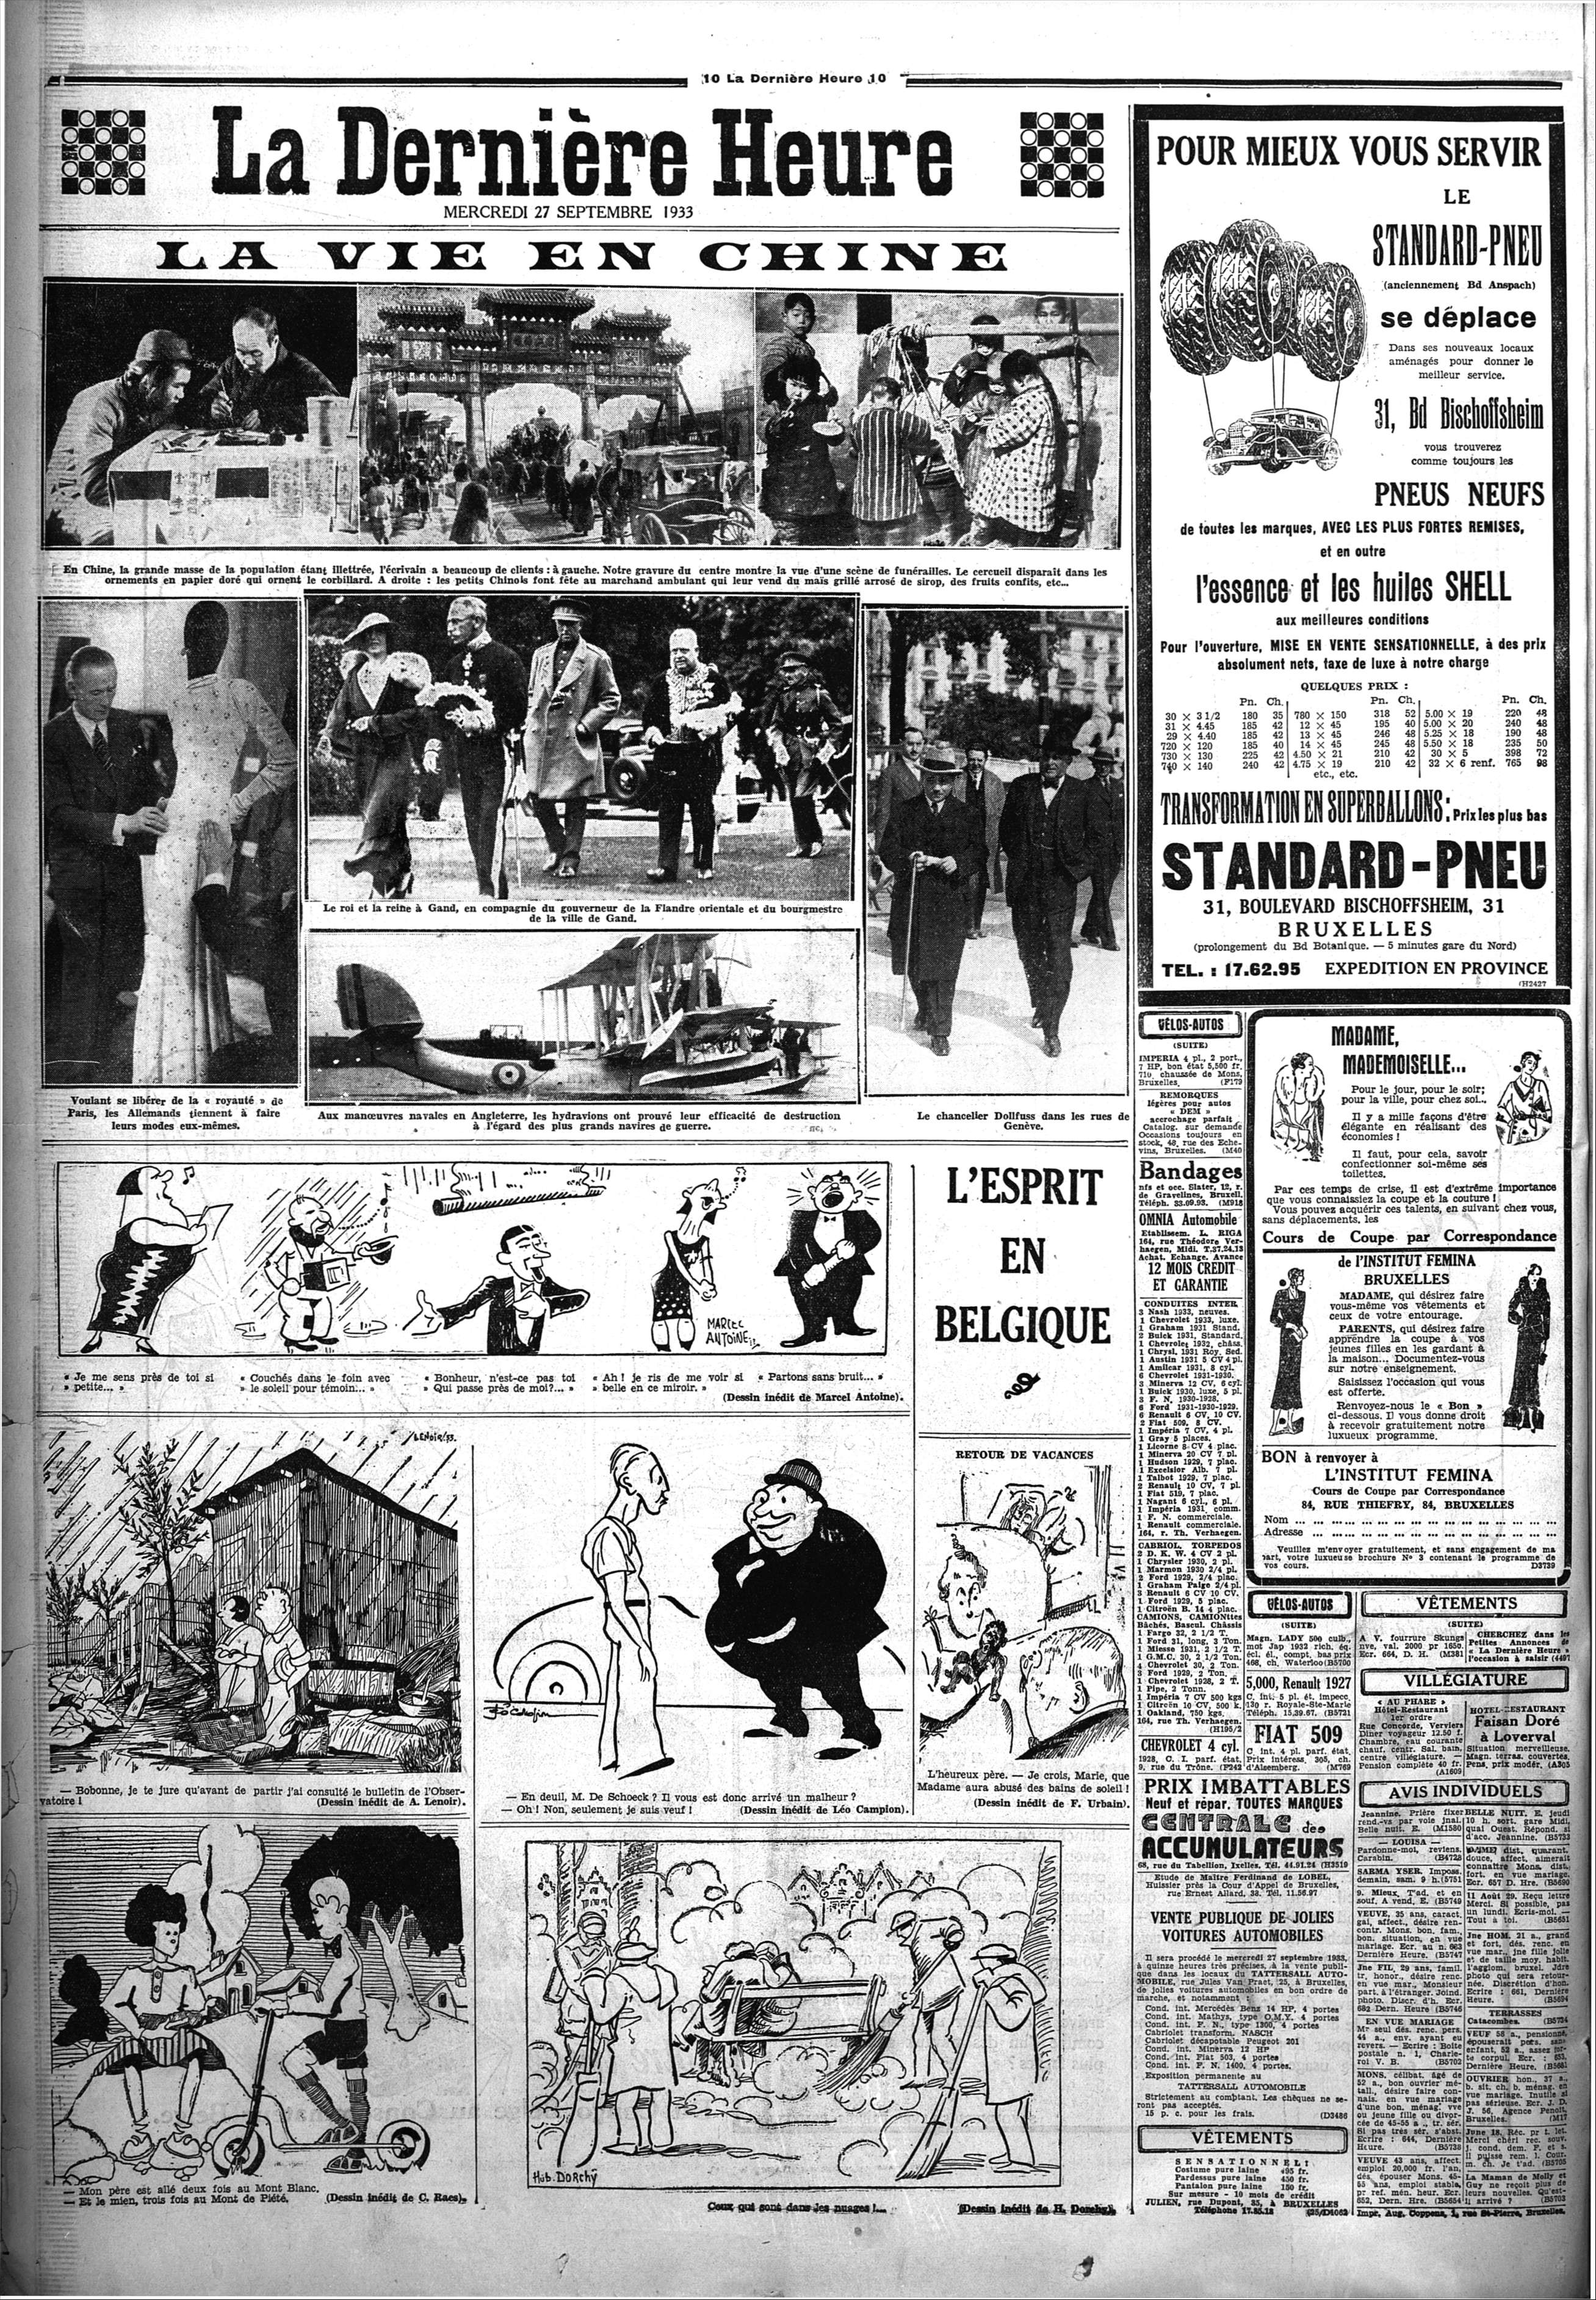 10 La Dernière Heure 10
La Dernière Heure
MERCREDI 27 SEPTEMBRE 1933
LA VIE EN CHINE
En Chine, la grande masse de la population étant illettrée, l'écrivain a beaucoup de clients : à gauche. Notre gravure du centre montre la vue d'une scène de funérailles. Le cercueil disparait dans les
ornements en papier doré qui ornent le corbillard. A droite : les petits Chinois font fête au marchand ambulant qui leur vend du maïs grillé arrosé de sirop, des fruits confits, etc...
Voulant se libérer de la « royauté » de
Paris, les Allemands tiennent à faire
leurs modes eux-mêmes.
Le roi et la reine à Gand, en compagnie du gouverneur de la Flandre orientale et du bourgmestre
de la ville de Gand.
Aux manœuvres navales en Angleterre, les hydravions ont prouvé leur efficacité de destruction
à l'égard des plus grands navires de guerre.
Le chancelier Dollfuss dans les rues de
Genève.
MARCEL
ANTOINE
« Je me sens près de toi si
» petite... »
« Couchés dans le foin avec
» le soleil pour témoin... »
« Bonheur, n'est-ce pas toi
» Qui passe près de moi?... »
« Ah ! je ris de me voir si
» belle en ce miroir. »
« Partons sans bruit... »
(Dessin inédit de Marcel Antoine).
L'ESPRIT
EN
BELGIQUE
LENOIR 33.
— Bobonne, je te jure qu'avant de partir j'ai consulté le bulletin de l'Obser-
vatoire !
(Dessin inédit de A. Lenoir).
— En deuil, M. De Schoeck ? Il vous est donc arrivé un malheur ?
— Oh ! Non, seulement je suis veuf !
(Dessin inédit de Léo Campion).
RETOUR DE VACANCES
L'heureux père. — Je crois, Marie, que
Madame aura abusé des bains de soleil !
(Dessin inédit de F. Urbain).
— Mon père est allé deux fois au Mont Blanc.
— Et le mien, trois fois au Mont de Piété.
(Dessin inédit de C. Raes).
Hub. DORCHY
Ceux qui sont dans les nuages !...
(Dessin inédit de H. Dorchy).
POUR MIEUX VOUS SERVIR
LE
STANDARD-PNEU
(anciennement Bd Anspach)
se déplace
Dans ses nouveaux locaux
aménagés pour donner le
meilleur service.
31, Bd Bischoffsheim
vous trouverez
comme toujours les
PNEUS NEUFS
de toutes les marques, AVEC LES PLUS FORTES REMISES,
et en outre
l'essence et les huiles SHELL
aux meilleures conditions
Pour l'ouverture, MISE EN VENTE SENSATIONNELLE, à des prix
absolument nets, taxe de luxe à notre charge
QUELQUES PRIX :
Pn. Ch. Pn. Ch. Pn. Ch.
30 × 3 1/2 180 35 780 × 150 318 52 5.00 × 19 220 48
31 × 4.45 185 42 12 × 45 195 40 5.00 × 20 240 48
29 × 4.40 185 42 13 × 45 246 48 5.25 × 18 190 48
720 × 120 185 40 14 × 45 245 48 5.50 × 18 235 50
730 × 130 225 42 4.50 × 21 210 42 30 × 5 398 72
740 × 140 240 42 4.75 × 19 210 42 32 × 6 renf. 765 98
etc., etc.
TRANSFORMATION EN SUPERBALLONS : Prix les plus bas
STANDARD-PNEU
31, BOULEVARD BISCHOFFSHEIM, 31
BRUXELLES
(prolongement du Bd Botanique. — 5 minutes gare du Nord)
TEL. : 17.62.95 EXPEDITION EN PROVINCE
(H2427
VÉLOS-AUTOS
(SUITE)
IMPERIA 4 pl., 2 port.,
7 HP, bon état 5,500 fr.
710, chaussée de Mons,
Bruxelles. (F179
REMORQUES
légères pour autos
« DEM »
accrochage parfait
Catalog. sur demande
Occasions toujours en
stock, 48, rue des Eche-
vins, Bruxelles. (M40
Bandages
nfs et occ. Slater, 12, r.
de Gravelines, Bruxell.
Téléph. 33.09.93. (M918
OMNIA Automobile
Etablissem. L. RIGA
164, rue Théodore Ver-
haegen, Midi. T.37.24.13
Achat. Echange. Avance
12 MOIS CREDIT
ET GARANTIE
CONDUITES INTER.
3 Nash 1933, neuves.
1 Chevrolet 1933, luxe.
1 Graham 1931 Stand.
2 Buick 1931, Standard.
1 Chevrolet 1932, châss.
1 Chrysl. 1931 Roy. Sed.
1 Austin 1931 5 CV 4 pl.
1 Amilcar 1931, 8 cyl.
6 Chevrolet 1931-1930.
3 Minerva 12 CV, 6 cyl.
1 Buick 1930, luxe, 5 pl.
3 F. N. 1930-1928.
6 Ford 1931-1930-1929.
6 Renault 6 CV, 10 CV.
2 Fiat 509, 8 CV.
1 Impéria 7 CV, 4 pl.
1 Gray 5 places.
1 Licorne 8 CV 4 plac.
1 Minerva 20 CV 7 pl.
1 Hudson 1929, 7 plac.
1 Excelsior Alb. 7 pl.
1 Talbot 1929, 7 plac.
2 Renault 10 CV, 7 pl.
1 Fiat 519, 7 plac.
1 Nagant 6 cyl., 6 pl.
1 Impéria 1931, comm.
1 F. N. commerciale.
1 Renault commerciale.
164, r. Th. Verhaegen.
CABRIOL. TORPEDOS
2 D. K. W. 4 CV 2 pl.
1 Chrysler 1930, 2 pl.
1 Marmon 1930 2/4 pl.
2 Ford 1929, 2/4 plac.
1 Graham Paige 2/4 pl.
3 Renault 6 CV 10 CV.
1 Ford 1929, 5 plac.
1 Citroën B. 14 4 plac.
CAMIONS, CAMIONttes
Bâchés, Bascul. Châssis
1 Fargo 32, 2 1/2 T.
1 Ford 31, long, 3 Ton.
1 Miesse 1931, 2 1/2 T.
1 G.M.C. 30, 2 1/2 Ton.
4 Chevrolet 30, 2 Ton.
3 Ford 1929, 2 Ton.
1 Chevrolet 1928, 2 T.
1 Pipe, 2 Tonn.
1 Impéria 7 CV 500 kgs
1 Citroën 10 CV, 500 k.
1 Oakland, 750 kgs.
164, rue Th. Verhaegen.
(H195/2
CHEVROLET 4 cyl.
1928, C. I. parf. état.
9, rue du Trône. (F242
MADAME,
MADEMOISELLE...
Pour le jour, pour le soir;
pour la ville, pour chez soi...
Il y a mille façons d'être
élégante en réalisant des
économies !
Il faut, pour cela, savoir
confectionner soi-même ses
toilettes.
Par ces temps de crise, il est d'extrême importance
que vous connaissiez la coupe et la couture !
Vous pouvez acquérir ces talents, en suivant chez vous,
sans déplacements, les
Cours de Coupe par Correspondance
de l'INSTITUT FEMINA
BRUXELLES
MADAME, qui désirez faire
vous-même vos vêtements et
ceux de votre entourage.
PARENTS, qui désirez faire
apprendre la coupe à vos
jeunes filles en les gardant à
la maison... Documentez-vous
sur notre enseignement.
Saisissez l'occasion qui vous
est offerte.
Renvoyez-nous le « Bon »
ci-dessous. Il vous donne droit
à recevoir gratuitement notre
luxueux programme.
BON à renvoyer à
L'INSTITUT FEMINA
Cours de Coupe par Correspondance
84, RUE THIEFRY, 84, BRUXELLES
Nom
Adresse
Veuillez m'envoyer gratuitement, et sans engagement de ma
part, votre luxueuse brochure No 3 contenant le programme de
vos cours. D3739
VÉLOS-AUTOS
(SUITE)
Magn. LADY 500 culb.,
mot Jap 1932 rich. éq.
écl. él., compt. bas prix
468, ch. Waterloo (B5700
5,000, Renault 1927
C. int. 5 pl. ét. impecc.
130 r. Royale-Ste-Marie
Téléph. 15.39.67. (B5721
FIAT 509
C. int. 4 pl. parf. état.
Prix intéress. 305, ch.
d'Alsemberg. (M769
PRIX IMBATTABLES
Neuf et répar. TOUTES MARQUES
CENTRALE des
ACCUMULATEURS
68, rue du Tabellion, Ixelles. Tél. 44.91.24 (H3519
Etude de Maître Ferdinand de LOBEL,
Huissier près la Cour d'Appel de Bruxelles,
rue Ernest Allard, 38. Tél. 11.56.97
VENTE PUBLIQUE DE JOLIES
VOITURES AUTOMOBILES
Il sera procédé le mercredi 27 septembre 1933,
à quinze heures très précises, à la vente publi-
que dans les locaux du TATTERSALL AUTO-
MOBILE, rue Jules Van Praet, 25, à Bruxelles,
de jolies voitures automobiles en bon ordre de
marche, et notamment :
Cond. int. Mercédès Benz 14 HP, 4 portes
Cond. int. Mathys, type O.M.Y. 4 portes
Cond. int. F. N., type 1300, 4 portes
Cabriolet transform. NASCH
Cabriolet décapotable Peugeot 201
Cond. int. Minerva 12 HP
Cond. int. Fiat 503, 4 portes
Cond. int. F. N. 1400, 4 portes.
Exposition permanente au
TATTERSALL AUTOMOBILE
Strictement au comptant. Les chèques ne se-
ront pas acceptés.
15 p. c. pour les frais. (D3486
VÊTEMENTS
SENSATIONNEL!
Costume pure laine 495 fr.
Pardessus pure laine 450 fr.
Pantalon pure laine 150 fr.
Sur mesure - 10 mois de crédit
JULIEN, rue Dupont, 35, à BRUXELLES
VÊTEMENTS
(SUITE)
A V. fourrure Skungs
nve, val. 2000 pr 1650.
Ecr. 664, D. H. (M381
CHERCHEZ dans les
Petites Annonces de
« La Dernière Heure »
l'occasion à saisir
VILLÉGIATURE
« AU PHARE »
Hôtel-Restaurant
1er ordre
Rue Concorde, Verviers
Dîner voyageur 12.50 f.
Chambre, eau courante
chauf. centr. Sal. bain.
centre villégiature. —
Pension complète 40 fr.
(A1609
HOTEL-RESTAURANT
Faisan Doré
à Loverval
Situation merveilleuse.
Magn. terras. couvertes.
Pens. prix modér. (A305
AVIS INDIVIDUELS
Jeannine. Prière fixer
rend.-vs par voie jnal.
Belle nuit. E. (M1580
— LOUISA —
Pardonne-moi, reviens.
Carabin. (B4728
SARMA YSER. Imposs.
demain, sam. 9 h. (5751
9. Mieux. T'ad. et en
souf. A vend. E. (B5749
VEUVE, 35 ans, caract.
gai, affect., désire ren-
contr. Mons. bon. fam.,
bon. situation, en vue
mariage. Ecr. au n. 663
Dernière Heure. (B5747
Jne FIL. 29 ans, famil.
tr. honor., désire renc.
en vue mar., Monsieur
part. à l'étranger. Joind.
photo. Discr. d'h. Ecr.
682 Dern. Heure (B5746
EN VUE MARIAGE
Mr seul dés. renc. pers.
44 a., env. ayant eu
revers. — Ecrire : Boîte
postale n. 1, Charle-
roi V. B. (B5702
MONS. célibat. âgé de
52 a., bon ouvrier mé-
tall., désire faire con-
nais. en vue mariage
d'une bon. ménag. vve
ou jeune fille ou divor-
cée de 45-55 a., tr. sér.
Si pas très sér. s'abst.
Ecrire : 644, Dernière
Heure. (B5738
VEUVE 43 ans, affect.
emploi 20,000 fr. l'an,
dés. épouser Mons. 45-
55 ans, emploi stable,
pr ref. mén. heur. Ecr.
652, Dern. Hre. (B5654
BELLE NUIT. E. jeudi
10 h. sort. gare Midi,
quai Ouest. Répond. si
d'acc. Jeannine. (B5733
DAME dist. quarant.
douce, affect. aimerait
connaître Mons. dist.
fort. en vue mariage.
Ecr. 657 D. Hre. (B5690
11 Août 29. Reçu lettre
Merci. Si possible, pas
un lundi. Ecris-moi. —
Tout à toi. (B5651
Jne HOM. 21 a., grand
et fort, dés. renc. en
vue mar., jne fille jolie
et de taille moy. habit.
l'agglom. bruxel. Jdre
photo qui sera retour-
née. Discrétion d'hon.
Ecrire : 661, Dernière
Heure. (B5694
TERRASSES
Catacombes. (B5724
VEUF 58 a., pensionné,
épouserait pers. sans
enfant, 52 a., assez for-
te corpul. Ecr. : 653,
Dernière Heure. (B5661
OUVRIER hon., 37 a.,
b. sit. ch. b. ménag. en
vue mariage. Inutile si
pas sérieuse. Ecr. J. D.
J. 56, Agence Penoit,
Bruxelles. (M17
June 18. Réc. pr 1. let.
Merci chéri rec. souv.
j. cond. dem. F. et s.
il puisse rem. l. Cour.
m. ch. Je t'ad. (B5705
La Maman de Molly et
Guy ne reçoit plus de
leurs nouvelles. Qu'est-
il arrivé ? (B5703
Impr. Aug. Coppens, 1, rue St-Pierre, Bruxelles.